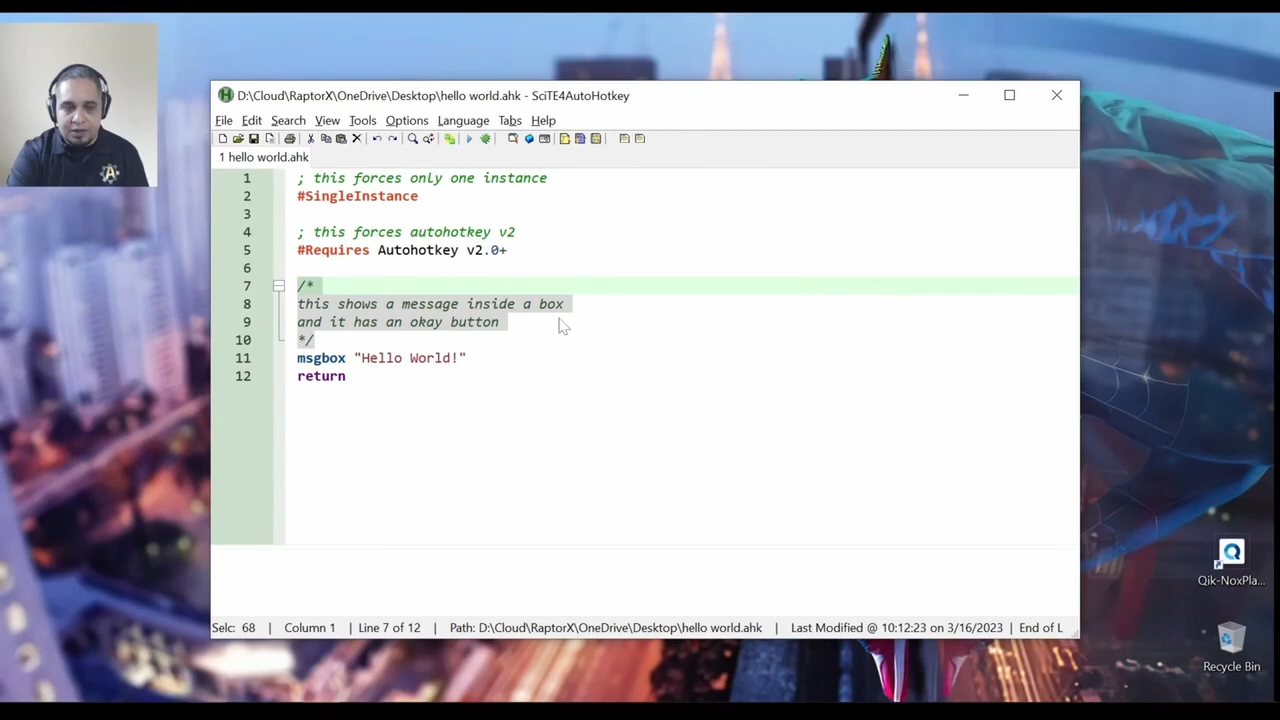 D:\Cloud\RaptorX\OneDrive\Desktop\hello world.ahk - SciTE4AutoHotkey
File Edit Search View Tools Options Language Tabs Help
1 hello world.ahk
1 ; this forces only one instance
2 #SingleInstance
3
4 ; this forces autohotkey v2
5 #Requires Autohotkey v2.0+
6
7 /*
8 this shows a message inside a box
9 and it has an okay button
10 */
11 msgbox "Hello World!"
12 return
Selc: 68 | Column 1 | Line 7 of 12 | Path: D:\Cloud\RaptorX\OneDrive\Desktop\hello world.ahk | Last Modified @ 10:12:23 on 3/16/2023 | End of L
Qik-NoxPla...
Recycle Bin
A